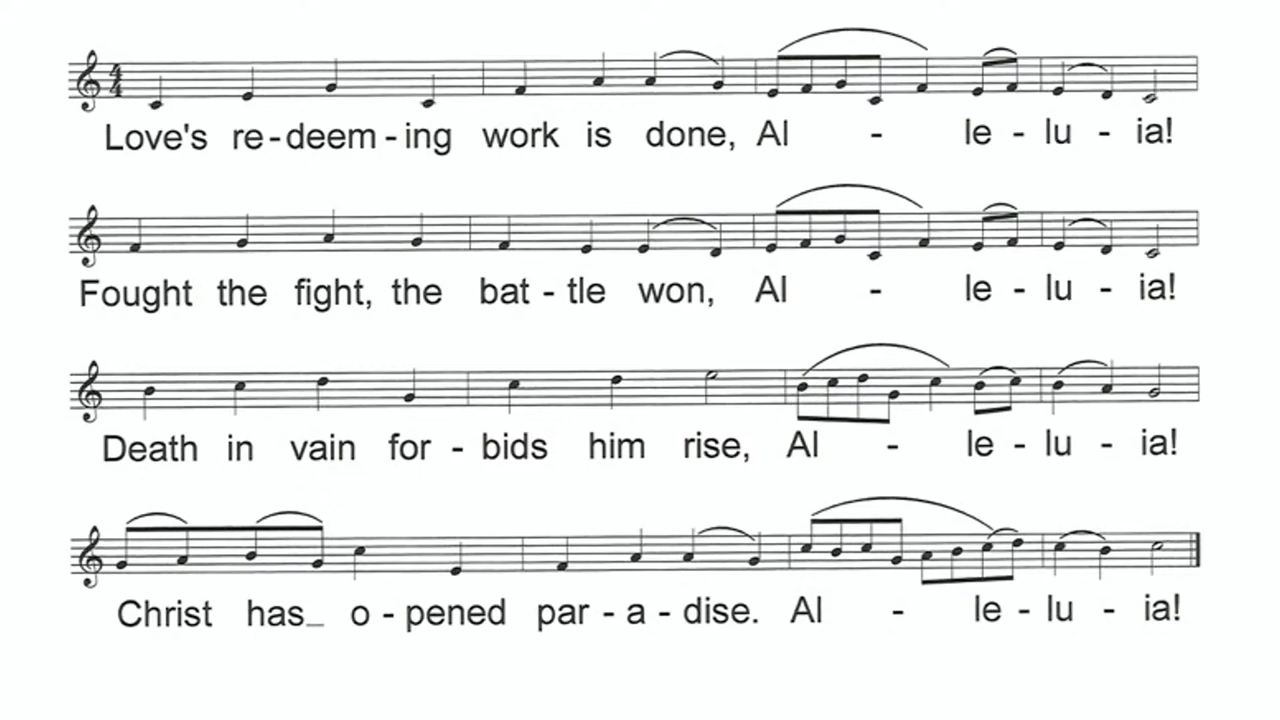 Love's re-deem-ing work is done, Al - le - lu - ia!
Fought the fight, the bat - tle won, Al - le - lu - ia!
Death in vain for - bids him rise, Al - le - lu - ia!
Christ has_ o - pened par - a - dise. Al - le - lu - ia!